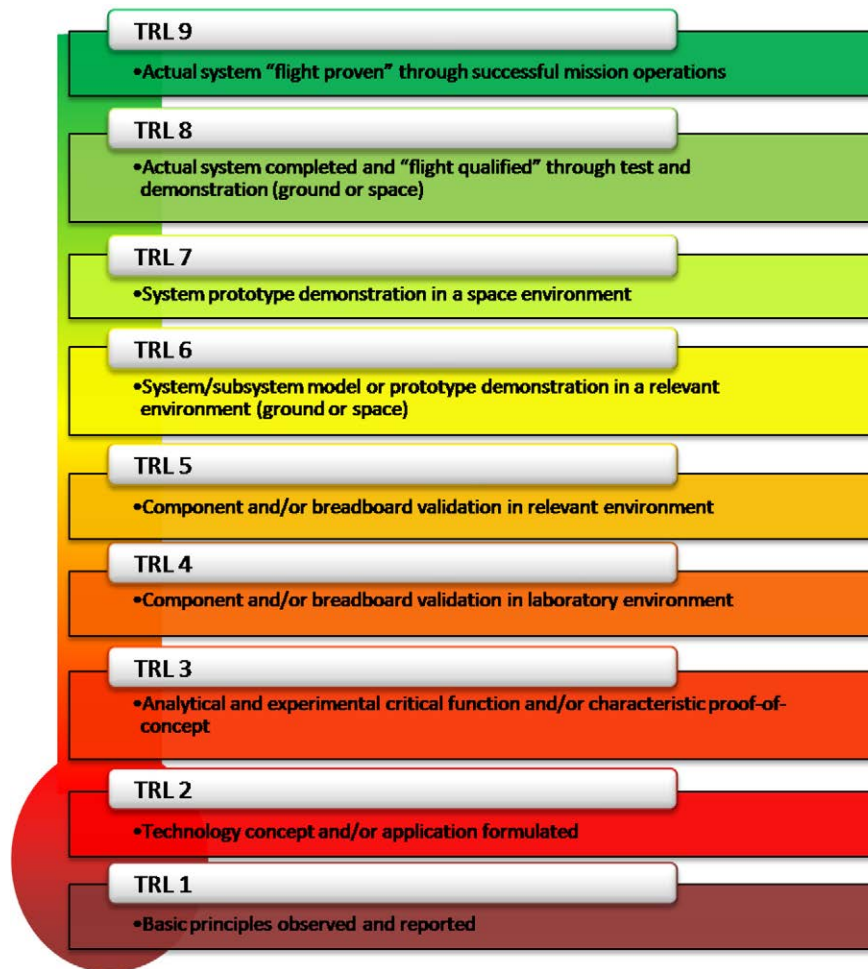 TRL 9
•Actual system “flight proven” through successful mission operations
TRL 8
•Actual system completed and “flight qualified” through test and
demonstration (ground or space)
TRL 7
•System prototype demonstration in a space environment
TRL 6
•System/subsystem model or prototype demonstration in a relevant
environment (ground or space)
TRL 5
•Component and/or breadboard validation in relevant environment
TRL 4
•Component and/or breadboard validation in laboratory environment
TRL 3
•Analytical and experimental critical function and/or characteristic proof-of-
concept
TRL 2
•Technology concept and/or application formulated
TRL 1
•Basic principles observed and reported